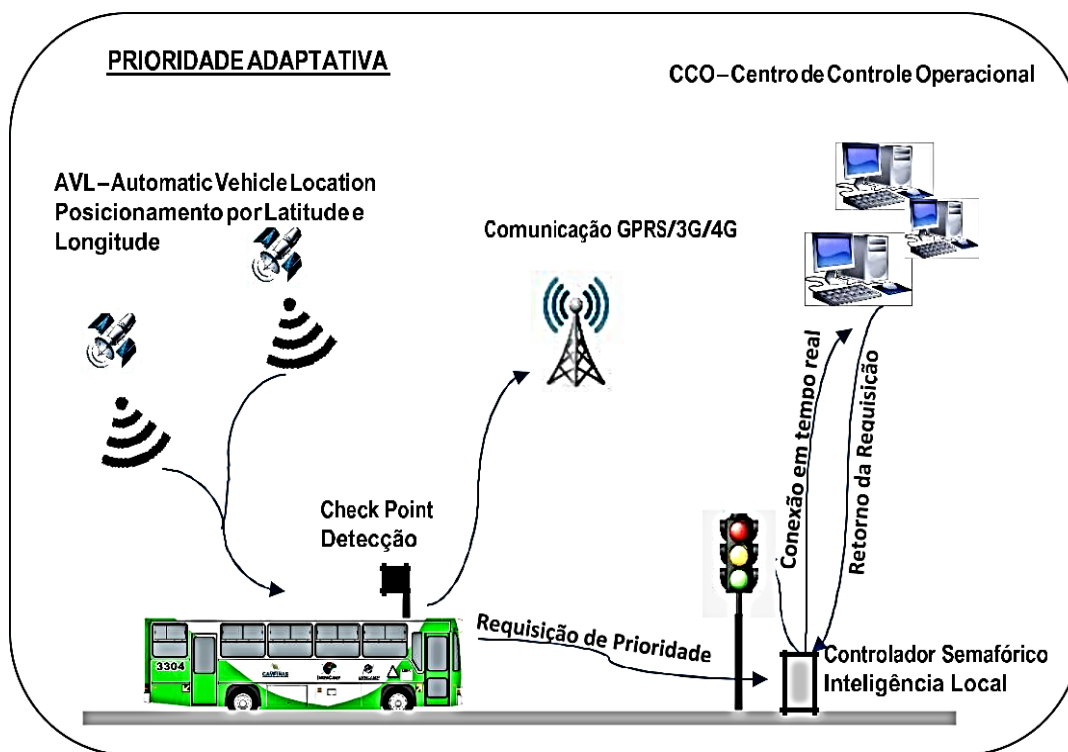 PRIORIDADE ADAPTATIVA
CCO – Centro de Controle Operacional
AVL – Automatic Vehicle Location
Posicionamento por Latitude e
Longitude
Comunicação GPRS/3G/4G
Conexão em tempo real
Retorno da Requisição
Check Point
Detecção
Requisição de Prioridade
3304
CAMPINAS
Controlador Semafórico
Inteligência Local